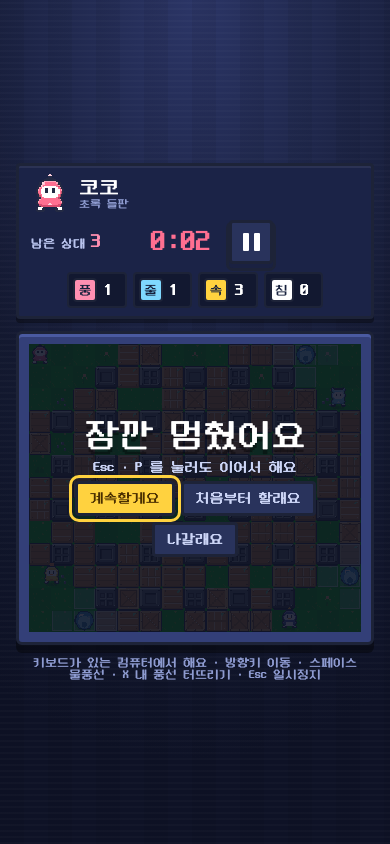 코코
초록 들판
남은 상대 3
0:02
풍 1
줄 1
속 3
침 0
잠깐 멈췄어요
Esc · P 를 눌러도 이어서 해요
계속할게요
처음부터 할래요
나갈래요
키보드가 있는 컴퓨터에서 해요 · 방향키 이동 · 스페이스
물풍선 · X 내 풍선 터뜨리기 · Esc 일시정지